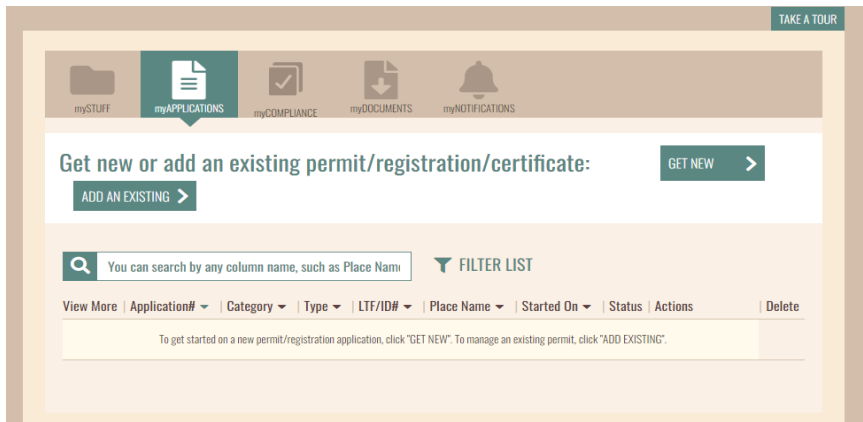 TAKE A TOUR
mySTUFF
myAPPLICATIONS
myCOMPLIANCE
myDOCUMENTS
myNOTIFICATIONS
Get new or add an existing permit/registration/certificate:
GET NEW
ADD AN EXISTING
You can search by any column name, such as Place Name
FILTER LIST
View More | Application# | Category | Type | LTF/ID# | Place Name | Started On | Status | Actions | Delete
To get started on a new permit/registration application, click "GET NEW". To manage an existing permit, click "ADD EXISTING".